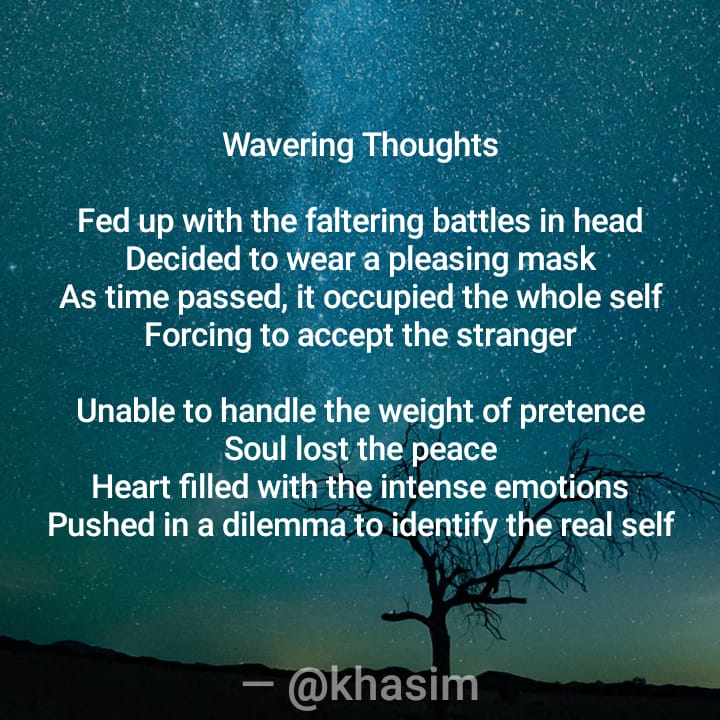 Wavering Thoughts
Fed up with the faltering battles in head
Decided to wear a pleasing mask
As time passed, it occupied the whole self
Forcing to accept the stranger
Unable to handle the weight of pretence
Soul lost the peace
Heart filled with the intense emotions
Pushed in a dilemma to identify the real self
— @khasim